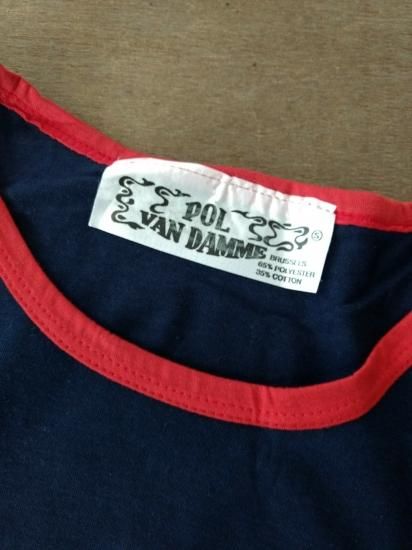 POL
VAN DAMME
BRUSSELS
65% POLYESTER
35% COTTON
S